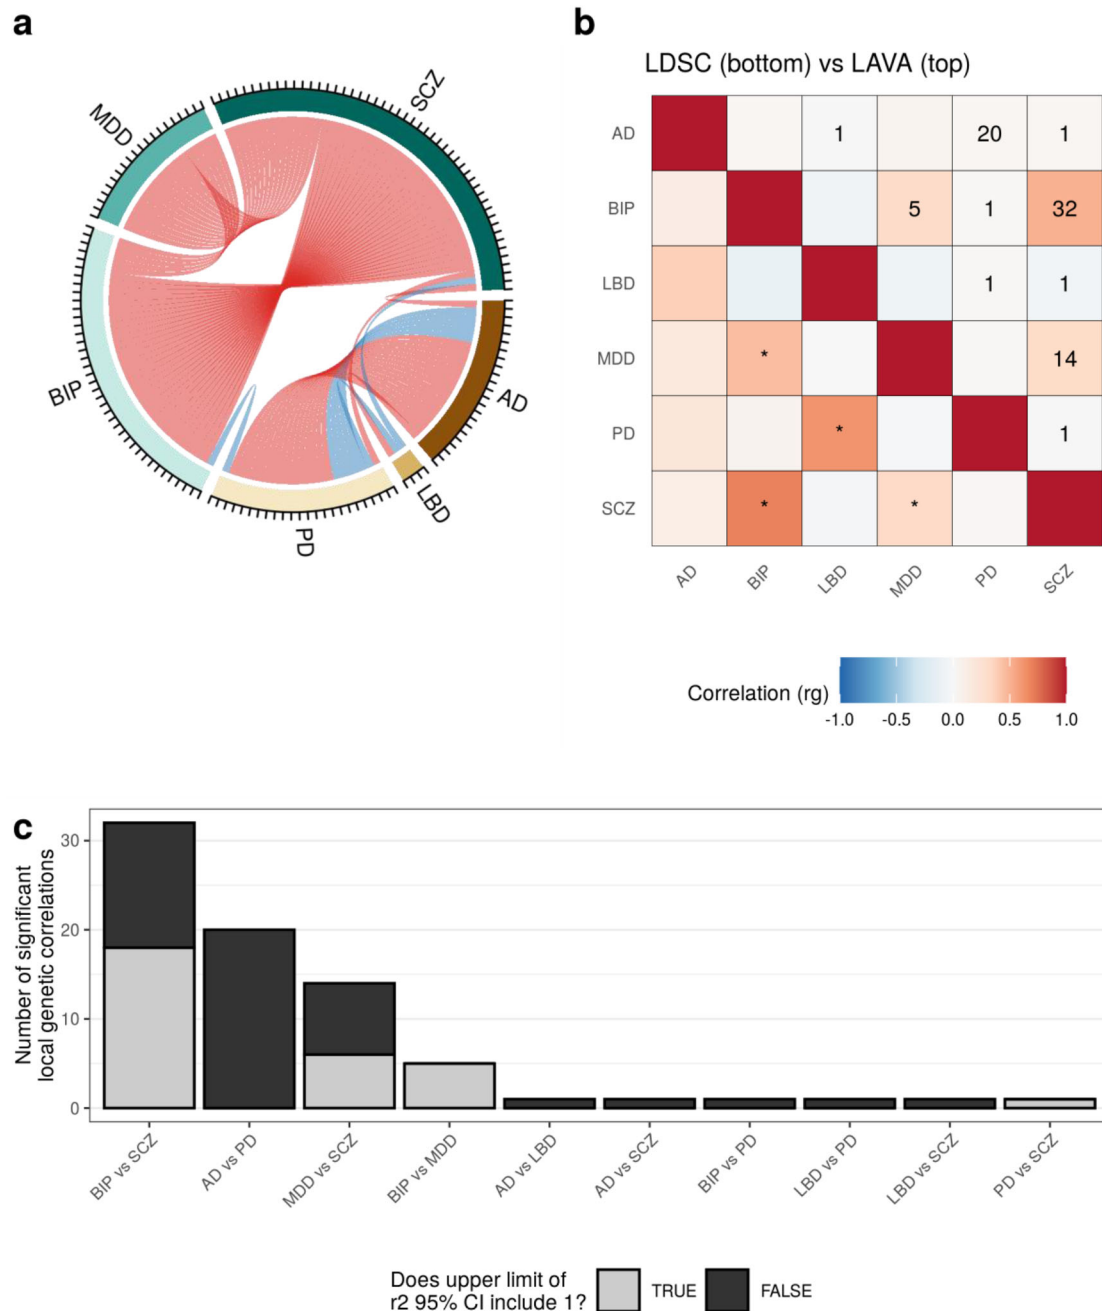 a
SCZ
MDD
BIP
PD
LBD
AD
b
LDSC (bottom) vs LAVA (top)
AD 1 20 1
BIP 5 1 32
LBD 1 1
MDD * 14
PD * 1
SCZ * *
AD BIP LBD MDD PD SCZ
Correlation (rg)
-1.0 -0.5 0.0 0.5 1.0
c
Number of significant
local genetic correlations
30
20
10
0
BIP vs SCZ
AD vs PD
MDD vs SCZ
BIP vs MDD
AD vs LBD
AD vs SCZ
BIP vs PD
LBD vs PD
LBD vs SCZ
PD vs SCZ
Does upper limit of
r2 95% CI include 1?
TRUE FALSE